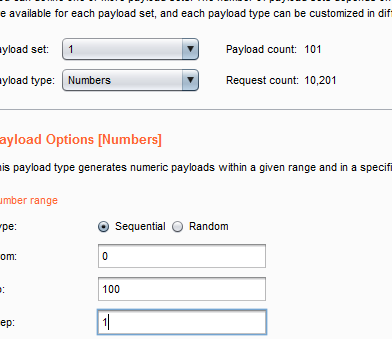 e available for each payload set, and each payload type can be customized in diff
ayload set: 1 Payload count: 101
ayload type: Numbers Request count: 10,201
ayload Options [Numbers]
his payload type generates numeric payloads within a given range and in a specifi
umber range
ype: Sequential Random
om: 0
o: 100
ep: 1